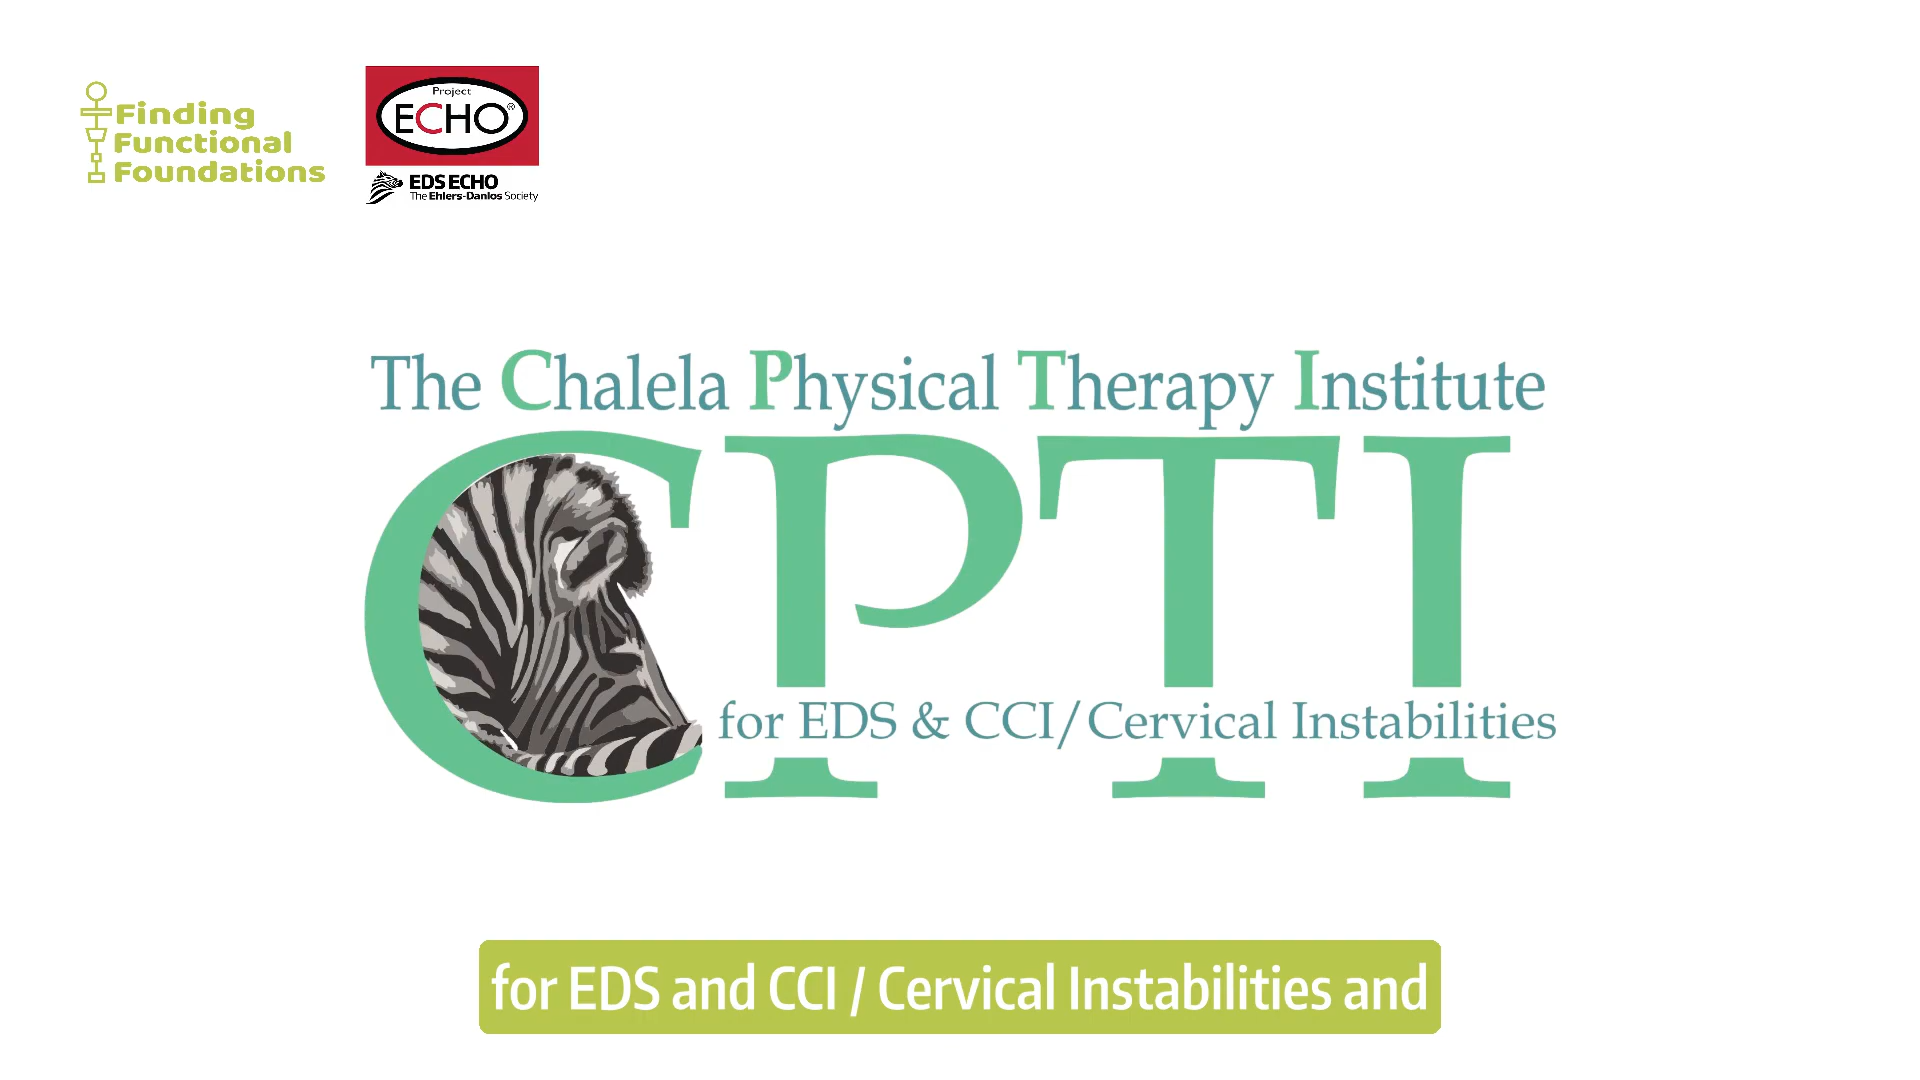 Finding
Functional
Foundations
Project
ECHO®
EDS ECHO
The Ehlers-Danlos Society
The Chalela Physical Therapy Institute
CPTI
for EDS & CCI/Cervical Instabilities
for EDS and CCI / Cervical Instabilities and